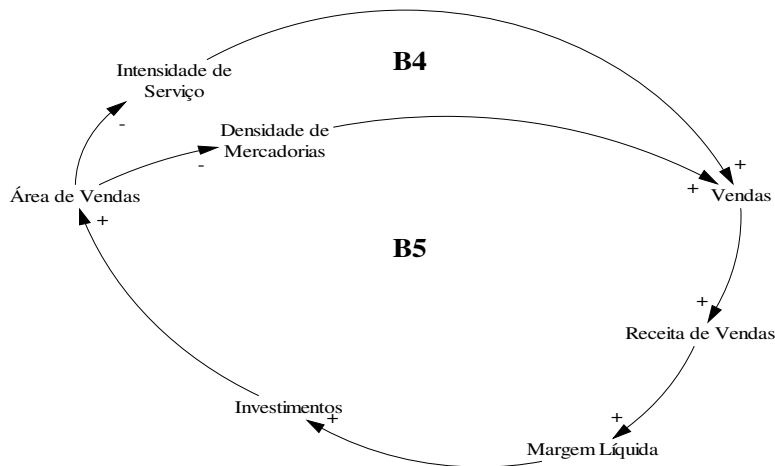 B4
Intensidade de
Serviço
-
Densidade de
Mercadorias
-
+
+
Área de Vendas
Vendas
+
B5
+
Receita de Vendas
Investimentos
+
+
Margem Líquida